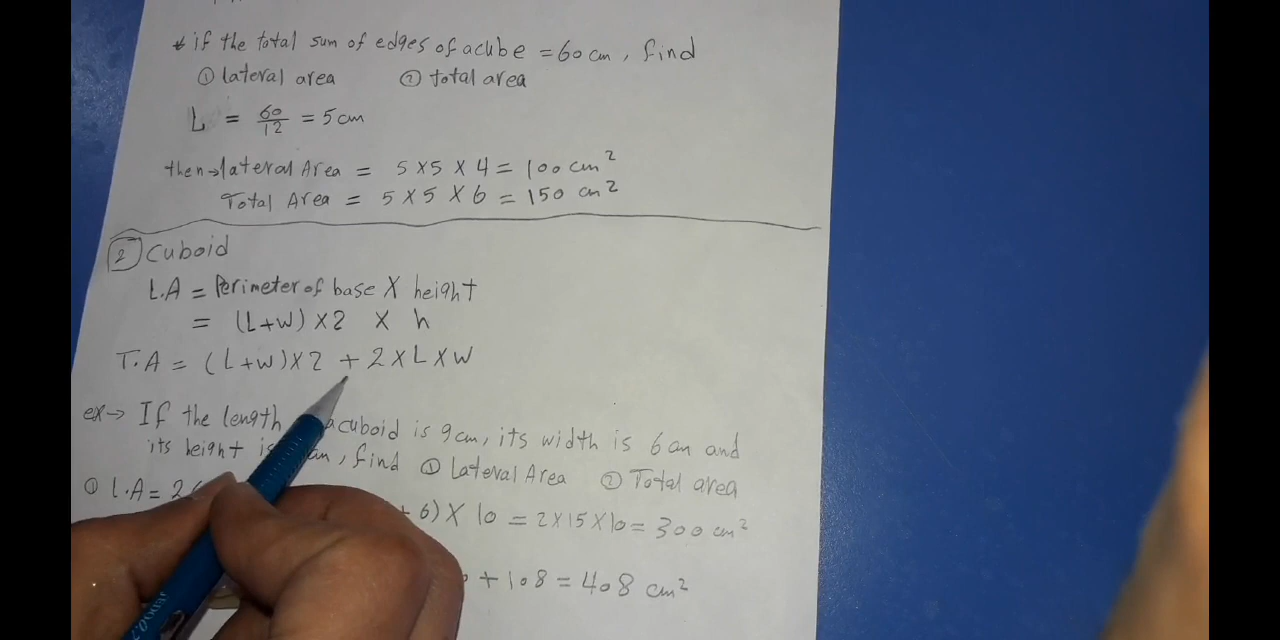 * if the total sum of edges of acube = 60 cm, find
① lateral area ② total area
L = 60/12 = 5 cm
then → lateral Area = 5 × 5 × 4 = 100 cm²
Total Area = 5 × 5 × 6 = 150 cm²
2 Cuboid
L.A = Perimeter of base × height
= (L+W) × 2 × h
T.A = (L+W) × 2 + 2 × L × W
ex → If the length a cuboid is 9 cm, its width is 6 cm and
its height is, find ① Lateral Area ② Total area
① L.A = 2 + 6) × 10 = 2 × 15 × 10 = 300 cm²
+ 108 = 408 cm²